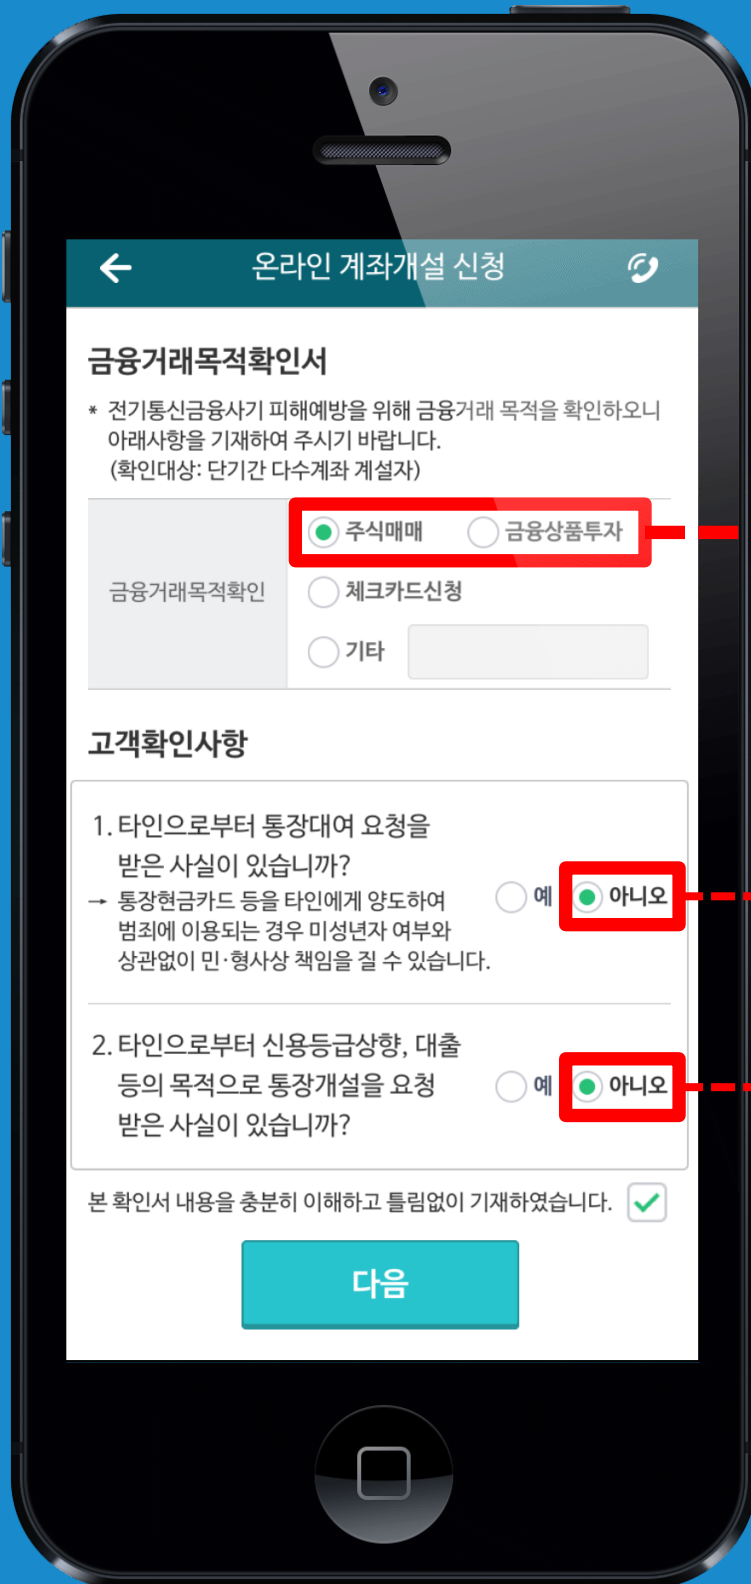 온라인 계좌개설 신청
금융거래목적확인서
* 전기통신금융사기 피해예방을 위해 금융거래 목적을 확인하오니
아래사항을 기재하여 주시기 바랍니다.
(확인대상: 단기간 다수계좌 계설자)
주식매매 금융상품투자
금융거래목적확인 체크카드신청
기타
고객확인사항
1. 타인으로부터 통장대여 요청을
받은 사실이 있습니까?
예 아니오
→ 통장현금카드 등을 타인에게 양도하여
범죄에 이용되는 경우 미성년자 여부와
상관없이 민·형사상 책임을 질 수 있습니다.
2. 타인으로부터 신용등급상향, 대출
등의 목적으로 통장개설을 요청 예 아니오
받은 사실이 있습니까?
본 확인서 내용을 충분히 이해하고 틀림없이 기재하였습니다.
다음